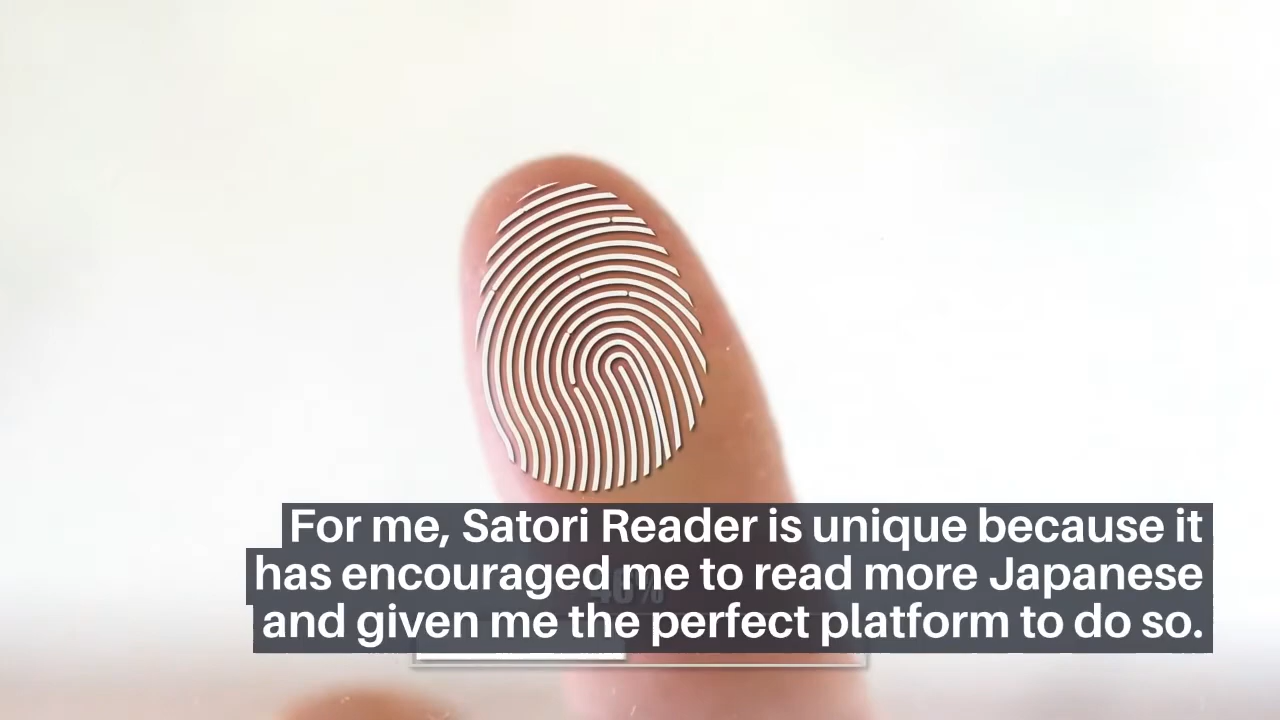 For me, Satori Reader is unique because it
has encouraged me to read more Japanese
and given me the perfect platform to do so.